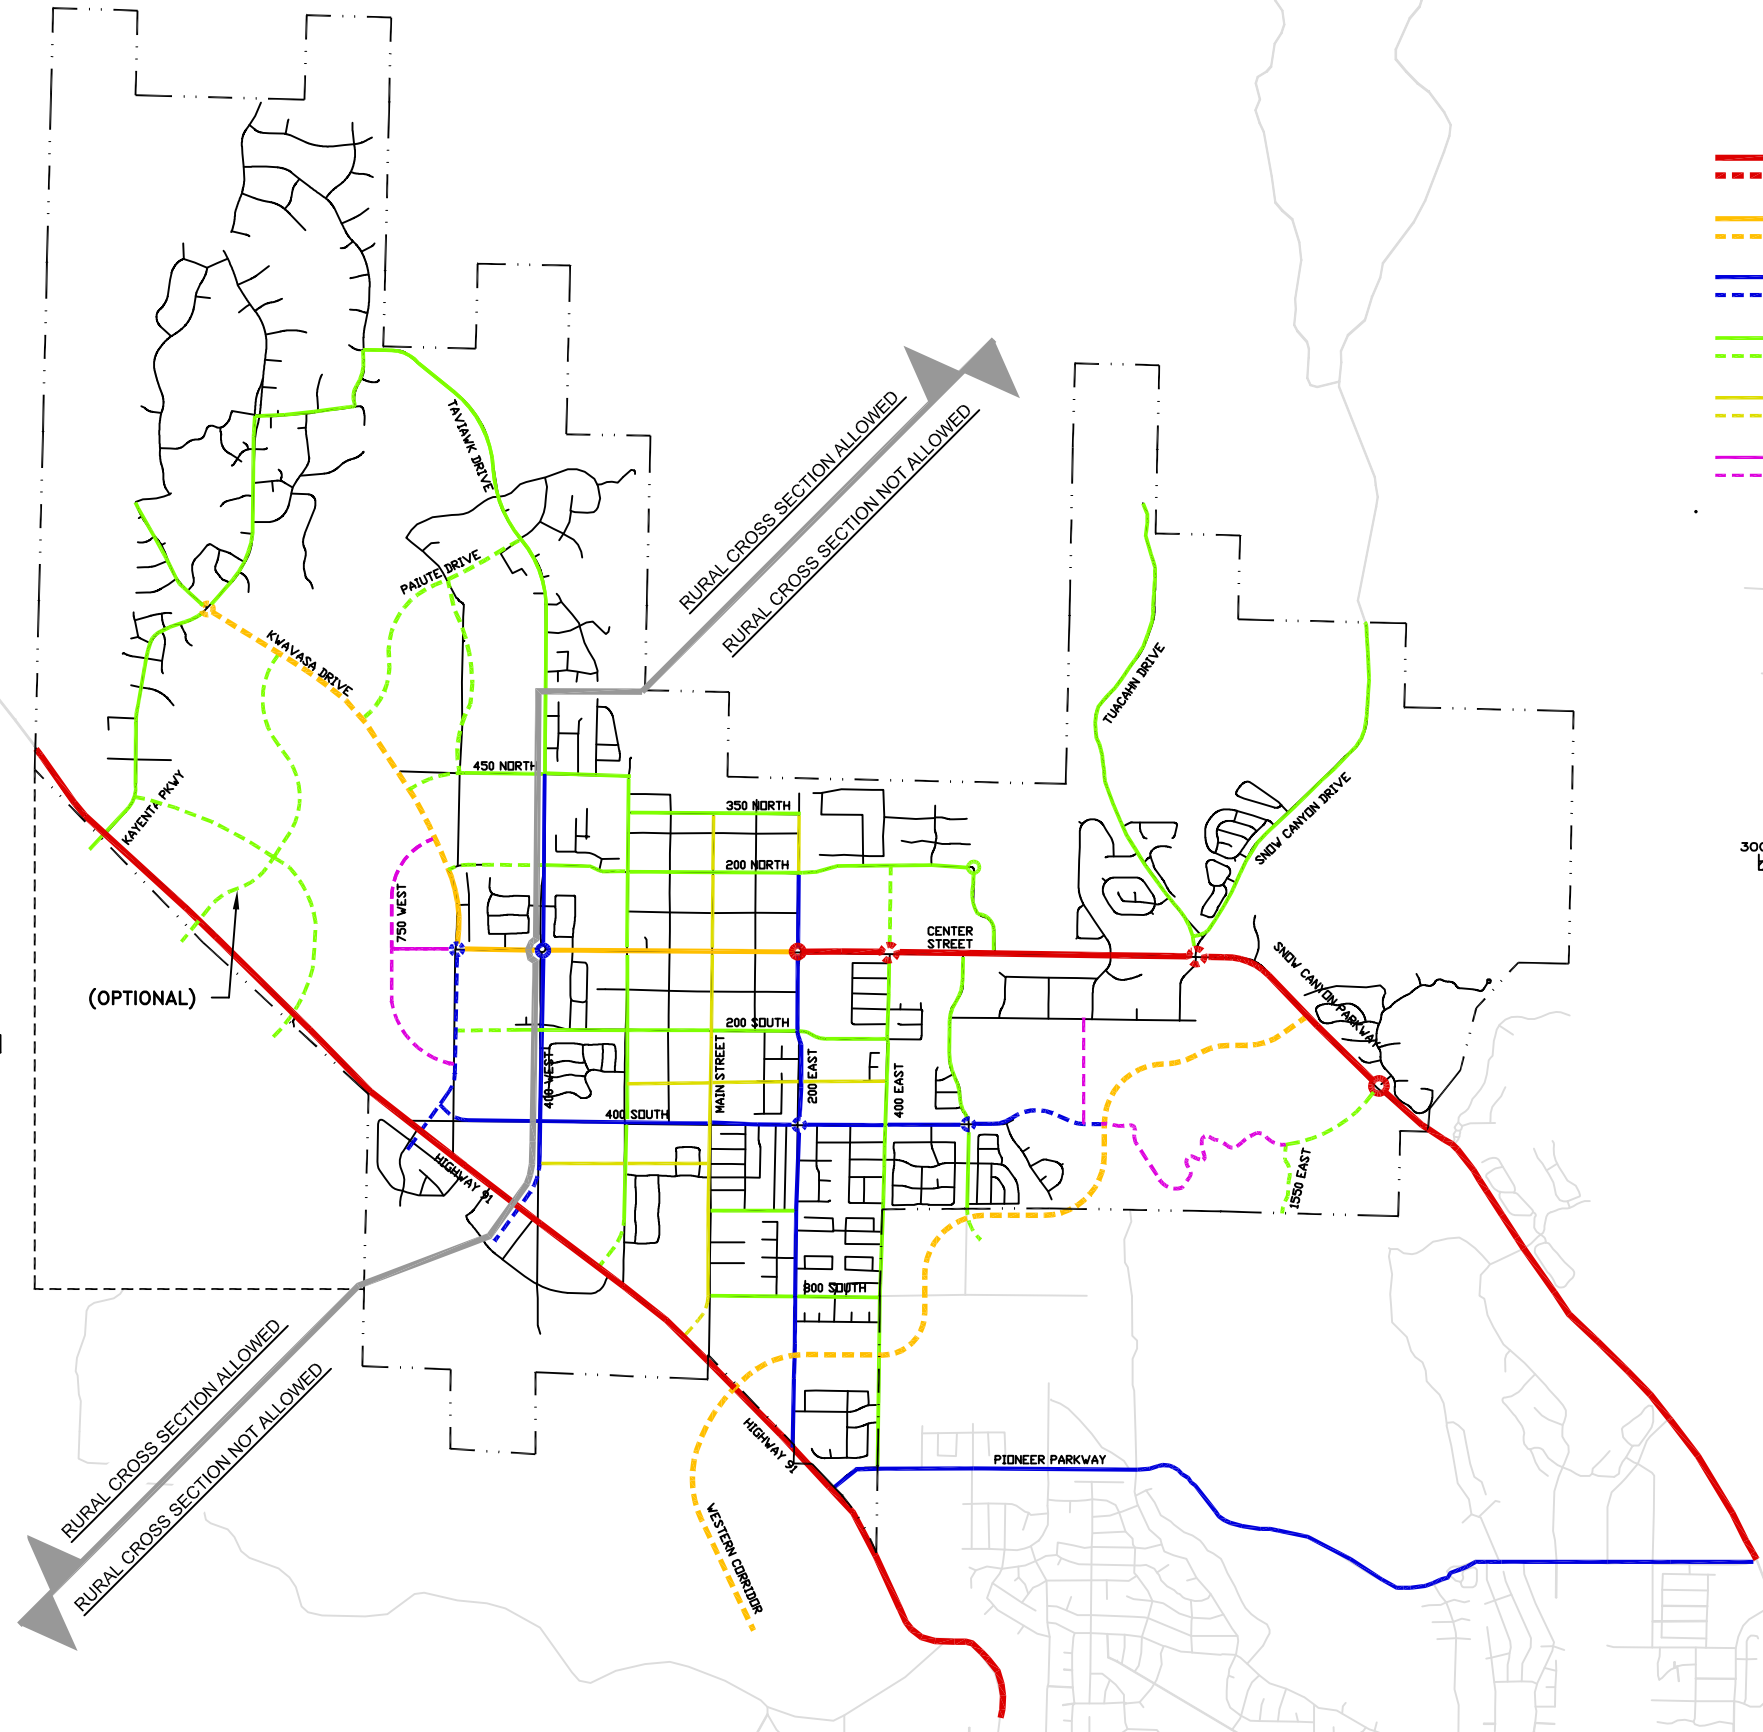 TAVIAWK DRIVE
RURAL CROSS SECTION ALLOWED
RURAL CROSS SECTION NOT ALLOWED
PAIUTE DRIVE
KWAVASA DRIVE
TUACAHN DRIVE
450 NORTH
350 NORTH
KAYENTA PKWY
SNOW CANYON DRIVE
300
200 NORTH
750 WEST
CENTER
STREET
SNOW CANYON PARKWAY
(OPTIONAL)
200 SOUTH
MAIN STREET
400 WEST
200 EAST
400 EAST
400 SOUTH
HIGHWAY 91
1550 EAST
800 SOUTH
RURAL CROSS SECTION ALLOWED
RURAL CROSS SECTION NOT ALLOWED
HIGHWAY 91
PIONEER PARKWAY
WESTERN CORRIDOR